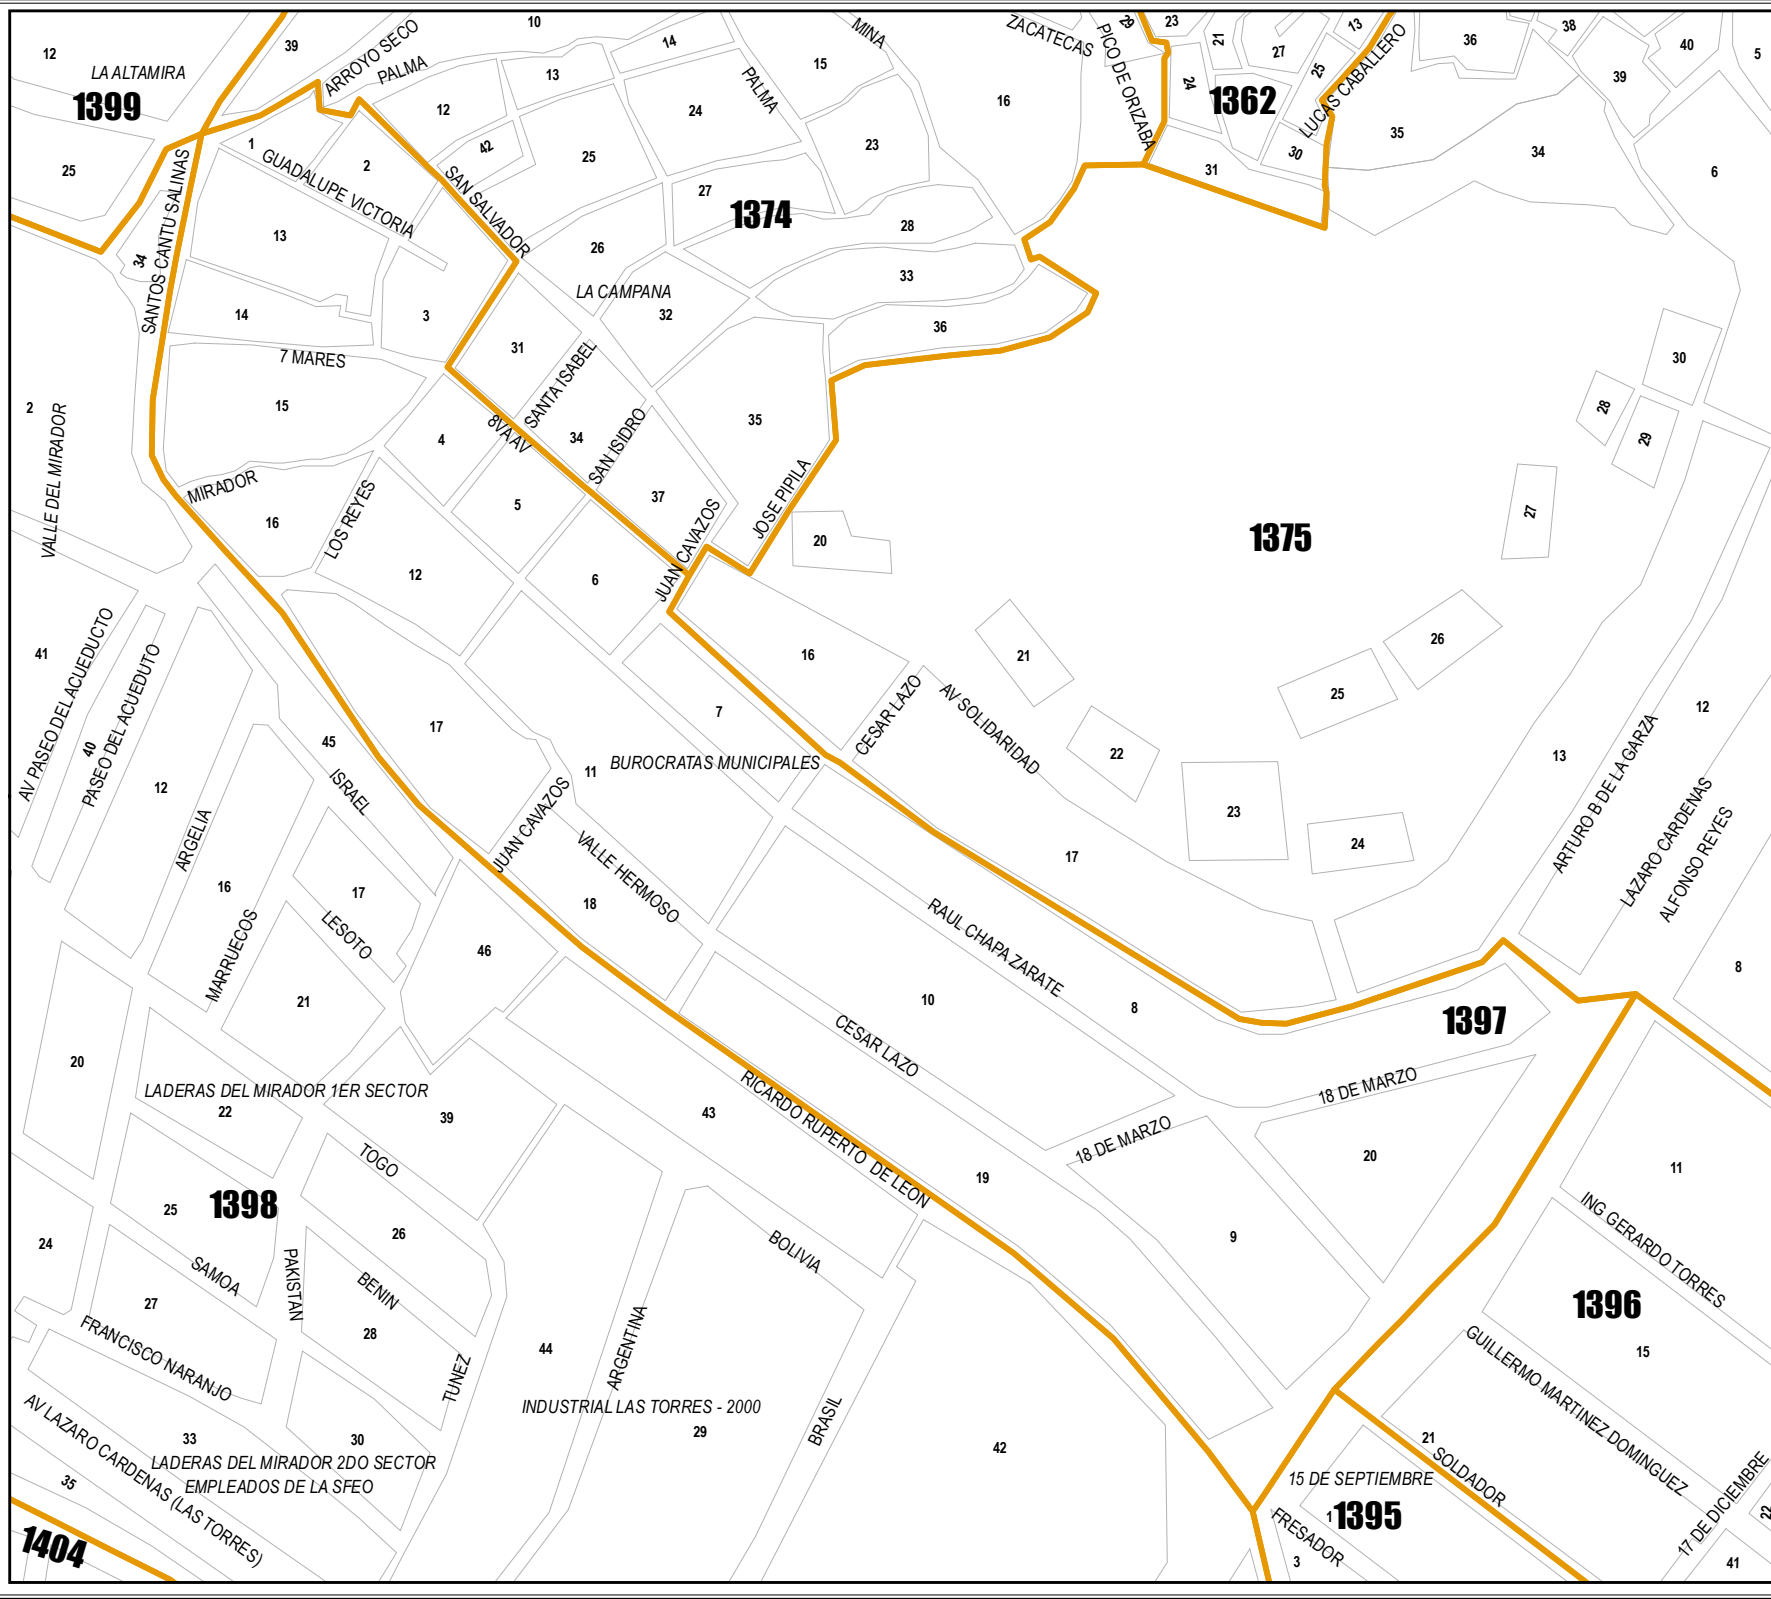 12
39
ARROYO SECO
10
14
MINA
ZACATECAS
29
23
21
13
38
36
40
5
LA ALTAMIRA
PALMA
13
PALMA
15
PICO DE ORIZABA
24
27
25
LUCAS CABALLERO
39
1399
12
24
16
1362
35
34
1
42
25
23
30
31
6
25
GUADALUPE VICTORIA
2
SAN SALVADOR
27
1374
28
SANTOS CANTU SALINAS
13
26
34
33
LA CAMPANA
32
14
3
36
31
7 MARES
30
SANTA ISABEL
15
2
VALLE DEL MIRADOR
4
8VA AV
34
SAN ISIDRO
35
28
29
MIRADOR
16
LOS REYES
5
37
JUAN CAVAZOS
JOSE PIPILA
20
27
1375
12
6
41
AV PASEO DEL ACUEDUCTO
PASEO DEL ACUEDUTO
40
16
21
26
25
17
7
CESAR LAZO
AV SOLIDARIDAD
12
45
ISRAEL
11
BUROCRATAS MUNICIPALES
22
13
ARTURO B DE LA GARZA
12
JUAN CAVAZOS
23
24
LAZARO CARDENAS
ALFONSO REYES
ARGELIA
16
17
VALLE HERMOSO
17
18
LESOTO
MARRUECOS
46
RAUL CHAPA ZARATE
21
10
8
8
1397
CESAR LAZO
20
LADERAS DEL MIRADOR 1ER SECTOR
22
39
43
RICARDO RUPERTO DE LEON
18 DE MARZO
18 DE MARZO
TOGO
19
20
11
25
1398
26
24
PAKISTAN
SAMOA
BENIN
BOLIVIA
9
ING GERARDO TORRES
27
28
1396
FRANCISCO NARANJO
44
ARGENTINA
GUILLERMO MARTINEZ DOMINGUEZ
15
TUNEZ
INDUSTRIAL LAS TORRES - 2000
29
BRASIL
AV LAZARO CARDENAS (LAS TORRES)
33
30
42
21
SOLDADOR
LADERAS DEL MIRADOR 2DO SECTOR
EMPLEADOS DE LA SFEO
35
15 DE SEPTIEMBRE
1
1395
17 DE DICIEMBRE
22
FRESADOR
1404
3
41